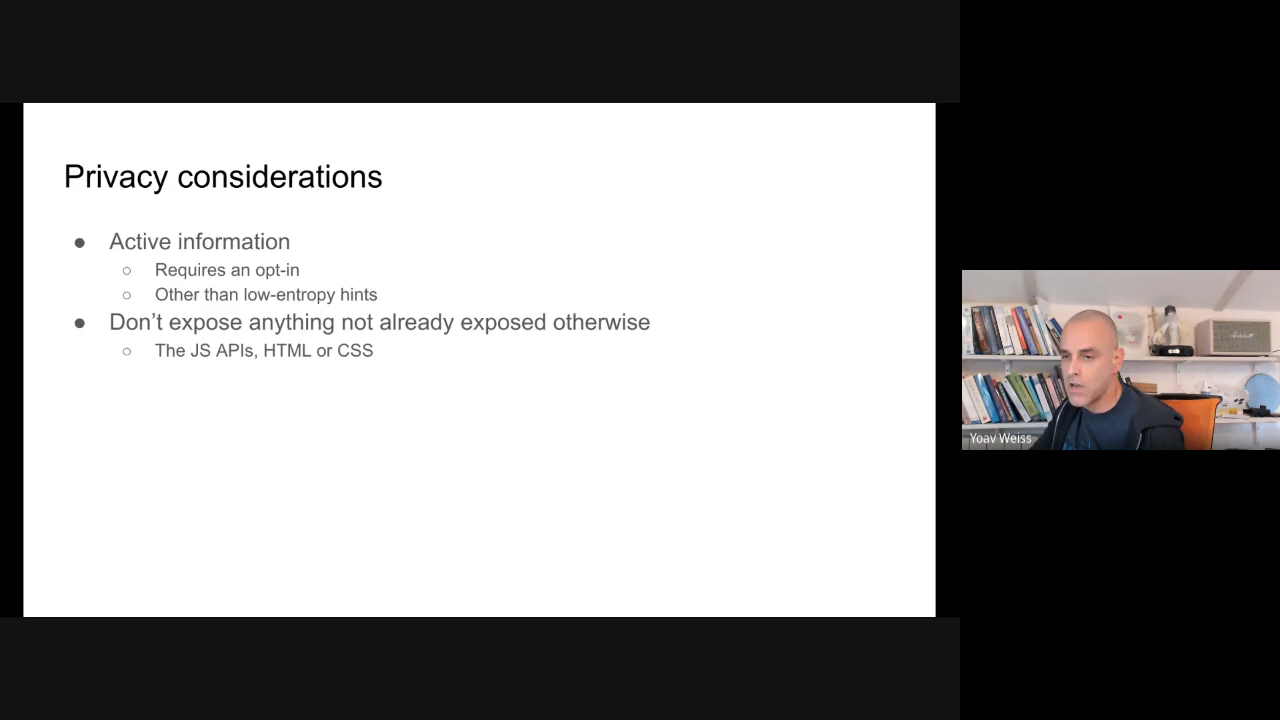 Privacy considerations
● Active information
○ Requires an opt-in
○ Other than low-entropy hints
● Don’t expose anything not already exposed otherwise
○ The JS APIs, HTML or CSS
Yoav Weiss